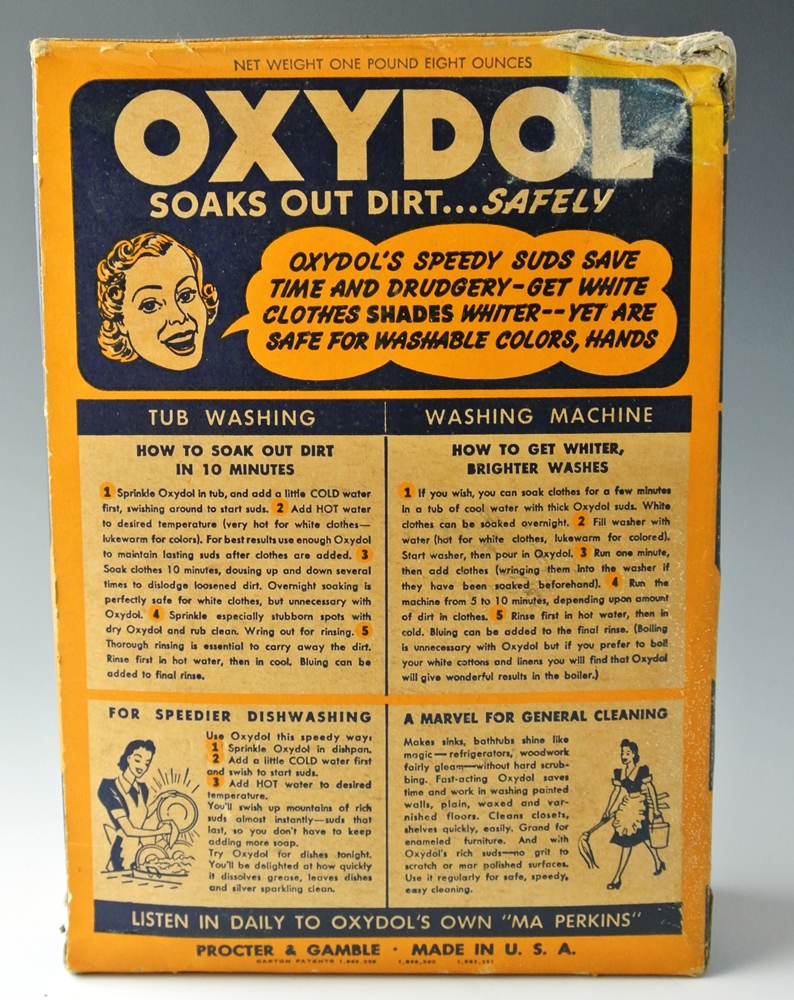 NET WEIGHT ONE POUND EIGHT OUNCES
OXYDOL
SOAKS OUT DIRT...SAFELY
OXYDOL'S SPEEDY SUDS SAVE
TIME AND DRUDGERY-GET WHITE
CLOTHES SHADES WHITER--YET ARE
SAFE FOR WASHABLE COLORS, HANDS
TUB WASHING
HOW TO SOAK OUT DIRT
IN 10 MINUTES
1 Sprinkle Oxydol in tub, and add a little COLD water
first, swishing around to start suds. 2 Add HOT water
to desired temperature (very hot for white clothes—
lukewarm for colors). For best results use enough Oxydol
to maintain lasting suds after clothes are added. 3
Soak clothes 10 minutes, dousing up and down several
times to dislodge loosened dirt. Overnight soaking is
perfectly safe for white clothes, but unnecessary with
Oxydol. 4 Sprinkle especially stubborn spots with
dry Oxydol and rub clean. Wring out for rinsing. 5
Thorough rinsing is essential to carry away the dirt.
Rinse first in hot water, then in cool. Bluing can be
added to final rinse.
WASHING MACHINE
HOW TO GET WHITER,
BRIGHTER WASHES
1 If you wish, you can soak clothes for a few minutes
in a tub of cool water with thick Oxydol suds. White
clothes can be soaked overnight. 2 Fill washer with
water (hot for white clothes, lukewarm for colored).
Start washer, then pour in Oxydol. 3 Run one minute,
then add clothes (wringing them into the washer if
they have been soaked beforehand). 4 Run the
machine from 5 to 10 minutes, depending upon amount
of dirt in clothes. 5 Rinse first in hot water, then in
cold. Bluing can be added to the final rinse. (Boiling
is unnecessary with Oxydol but if you prefer to boil
your white cottons and linens you will find that Oxydol
will give wonderful results in the boiler.)
FOR SPEEDIER DISHWASHING
Use Oxydol this speedy way:
1 Sprinkle Oxydol in dishpan.
2 Add a little COLD water
and swish to start suds.
3 Add HOT water to desired
temperature.
You'll swish up mountains of rich
suds almost instantly—suds that
last, so you don't have to keep
adding more soap.
Try Oxydol for dishes tonight.
You'll be delighted at how quickly
it dissolves grease, leaves dishes
and silver sparkling clean.
A MARVEL FOR GENERAL CLEANING
Makes sinks, bathtubs shine like
magic—refrigerators, woodwork
fairly gleam—without hard scrub-
bing. Fast-acting Oxydol saves
time and work in washing painted
walls, plain, waxed and var-
nished floors. Cleans closets,
shelves quickly, easily. Grand for
enameled furniture. And with
Oxydol's rich suds—no grit to
scratch or mar polished surfaces.
Use it regularly for safe, speedy,
easy cleaning.
LISTEN IN DAILY TO OXYDOL'S OWN "MA PERKINS"
PROCTER & GAMBLE · MADE IN U. S. A.
CARTON PATENTS